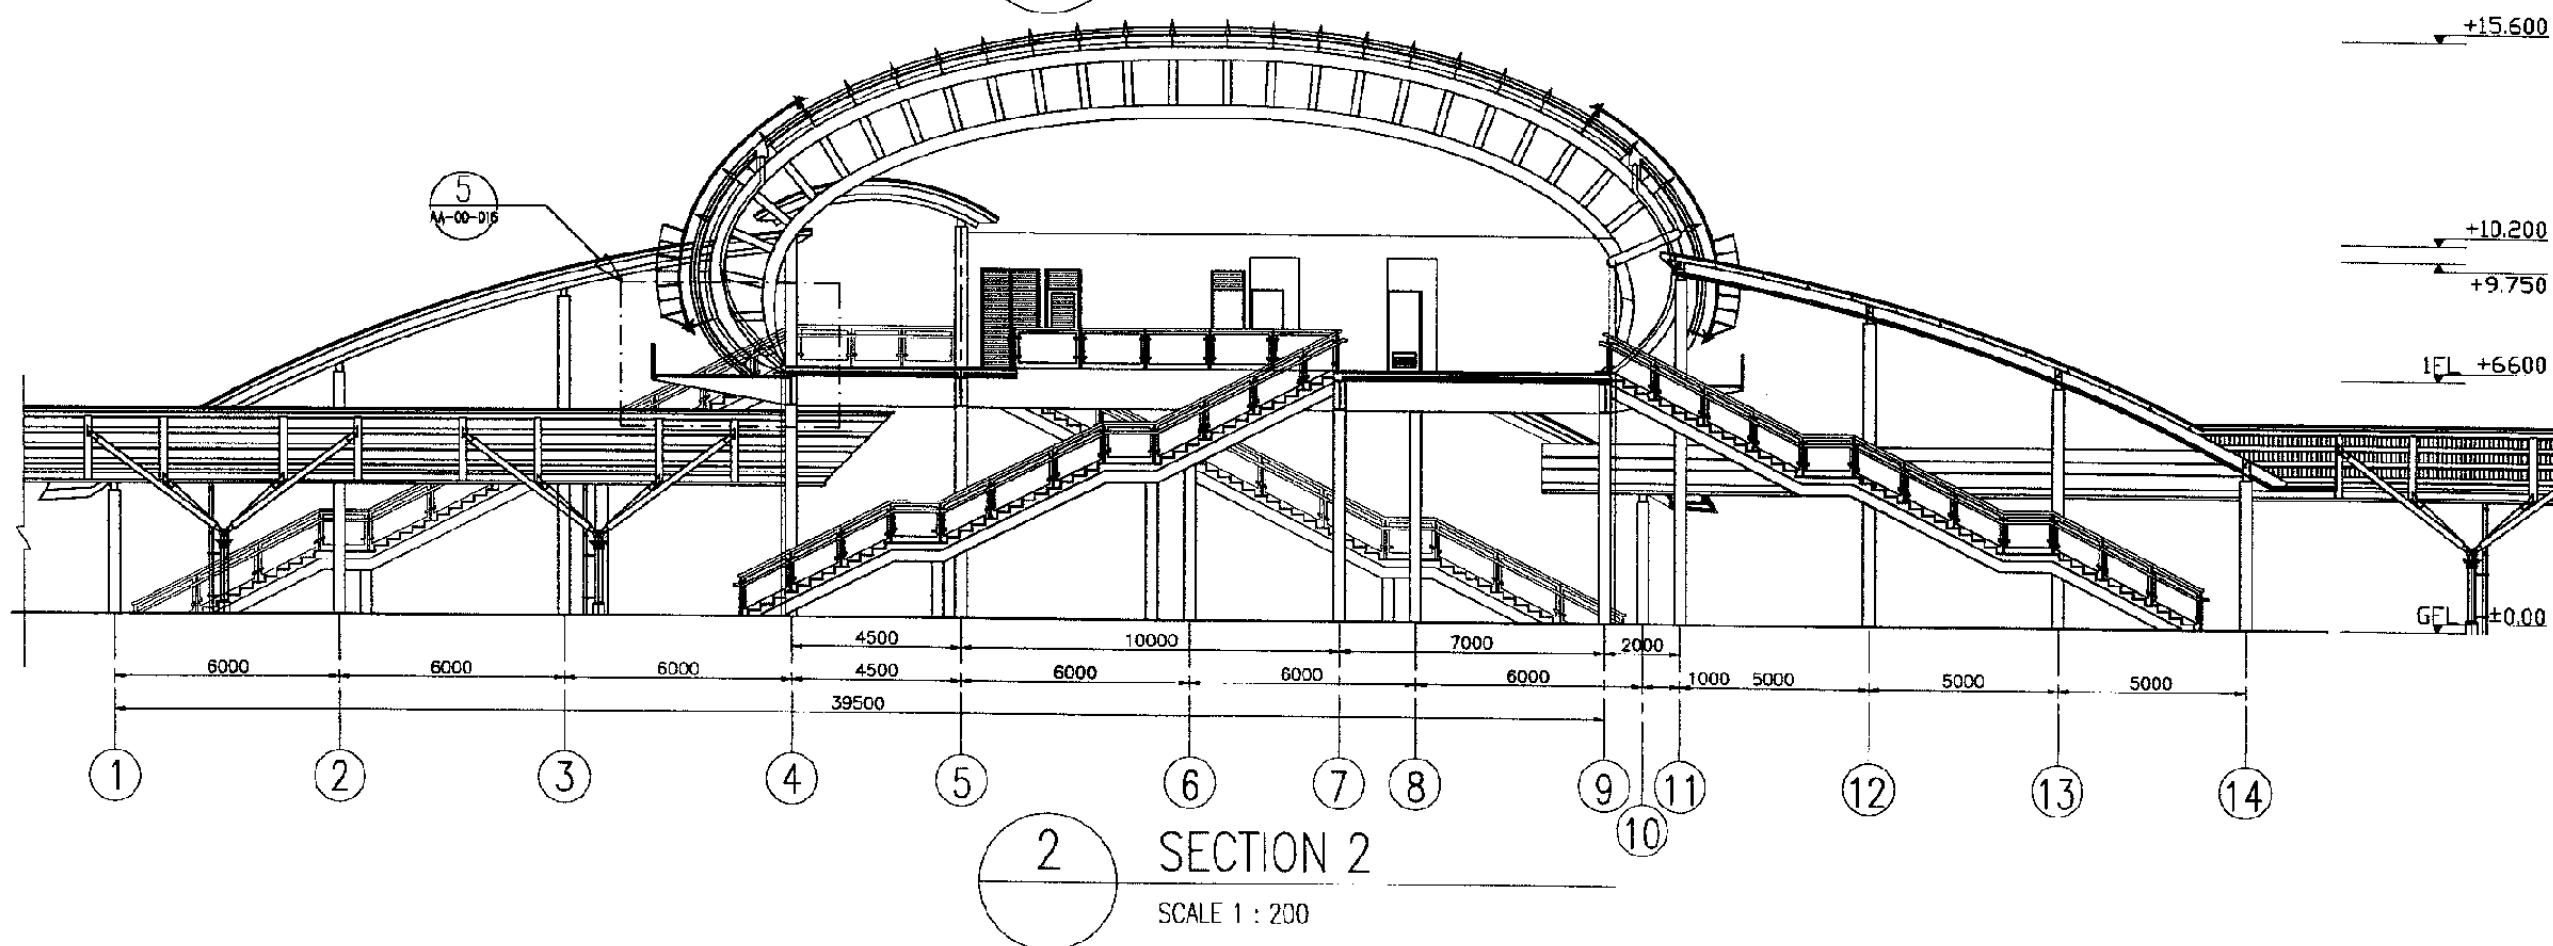 +15.600
5
AA-00-016
+10.200
+9.750
1FL +6600
GFL ±0.00
4500 10000 7000 2000
6000 6000 6000 4500 6000 6000 6000 1000 5000 5000 5000
39500
1 2 3 4 5 6 7 8 9 10 11 12 13 14
2 SECTION 2
SCALE 1 : 200